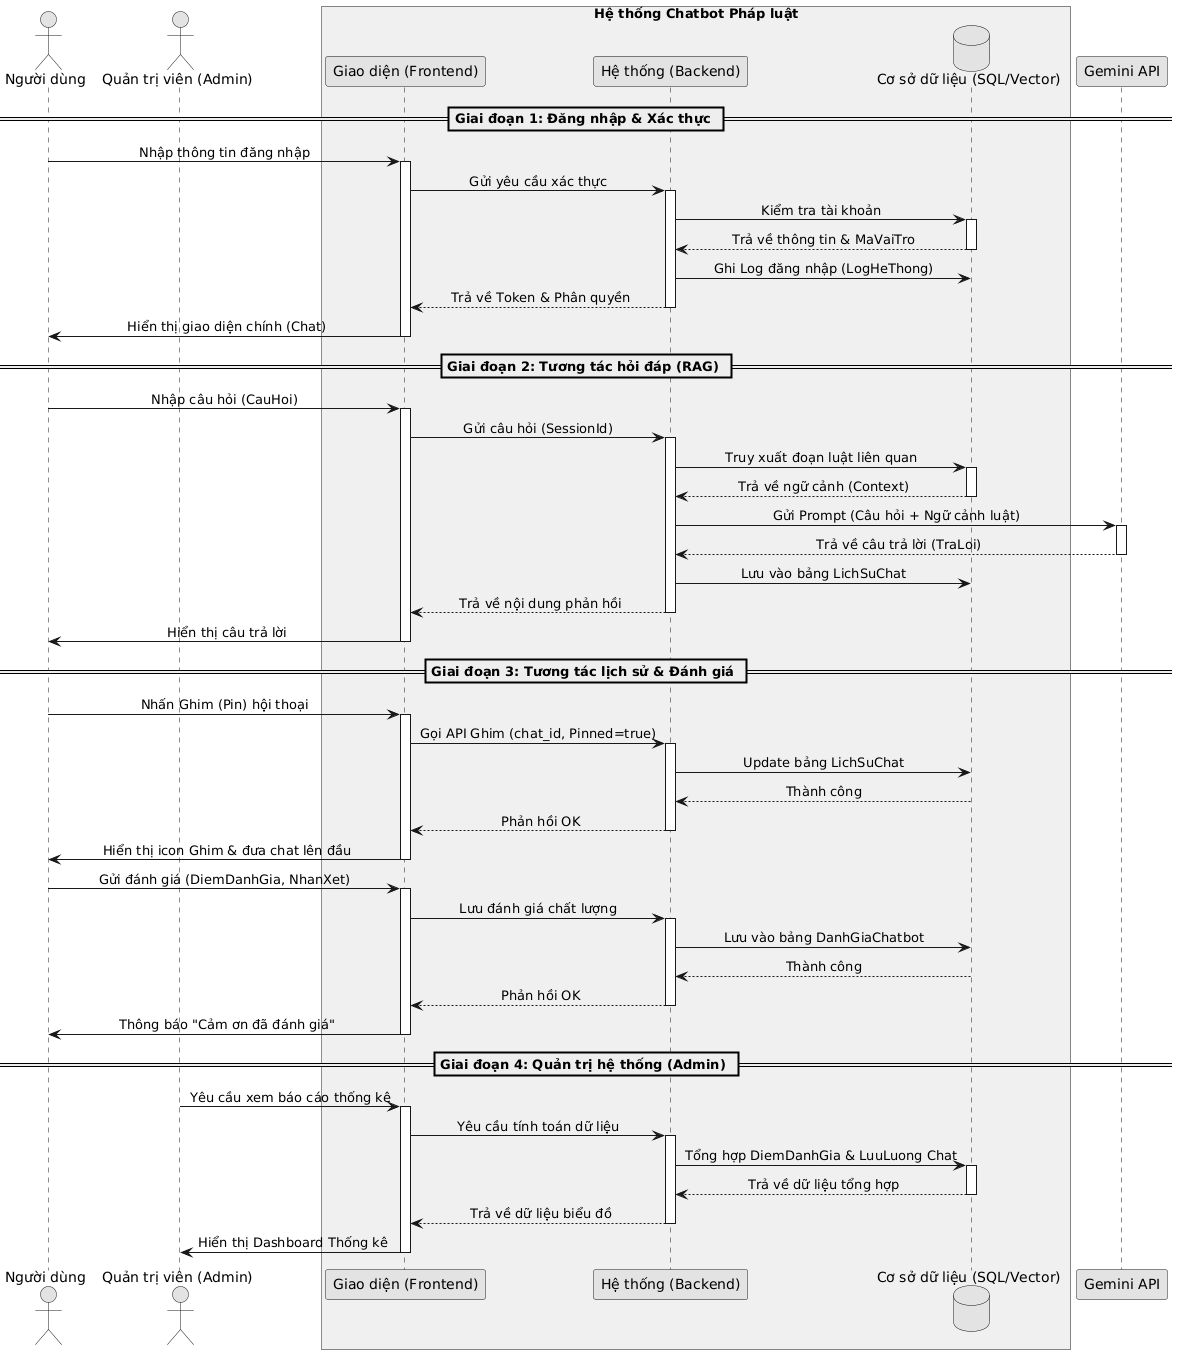 Hệ thống Chatbot Pháp luật
Người dùng
Quản trị viên (Admin)
Giao diện (Frontend)
Hệ thống (Backend)
Cơ sở dữ liệu (SQL/Vector)
Gemini API
Giai đoạn 1: Đăng nhập & Xác thực
Nhập thông tin đăng nhập
Gửi yêu cầu xác thực
Kiểm tra tài khoản
Trả về thông tin & MaVaiTro
Ghi Log đăng nhập (LogHeThong)
Trả về Token & Phân quyền
Hiển thị giao diện chính (Chat)
Giai đoạn 2: Tương tác hỏi đáp (RAG)
Nhập câu hỏi (CauHoi)
Gửi câu hỏi (SessionId)
Truy xuất đoạn luật liên quan
Trả về ngữ cảnh (Context)
Gửi Prompt (Câu hỏi + Ngữ cảnh luật)
Trả về câu trả lời (TraLoi)
Lưu vào bảng LichSuChat
Trả về nội dung phản hồi
Hiển thị câu trả lời
Giai đoạn 3: Tương tác lịch sử & Đánh giá
Nhấn Ghim (Pin) hội thoại
Gọi API Ghim (chat_id, Pinned=true)
Update bảng LichSuChat
Thành công
Phản hồi OK
Hiển thị icon Ghim & đưa chat lên đầu
Gửi đánh giá (DiemDanhGia, NhanXet)
Lưu đánh giá chất lượng
Lưu vào bảng DanhGiaChatbot
Thành công
Phản hồi OK
Thông báo "Cảm ơn đã đánh giá"
Giai đoạn 4: Quản trị hệ thống (Admin)
Yêu cầu xem báo cáo thống kê
Yêu cầu tính toán dữ liệu
Tổng hợp DiemDanhGia & LuuLuong Chat
Trả về dữ liệu tổng hợp
Trả về dữ liệu biểu đồ
Hiển thị Dashboard Thống kê
Người dùng
Quản trị viên (Admin)
Giao diện (Frontend)
Hệ thống (Backend)
Cơ sở dữ liệu (SQL/Vector)
Gemini API